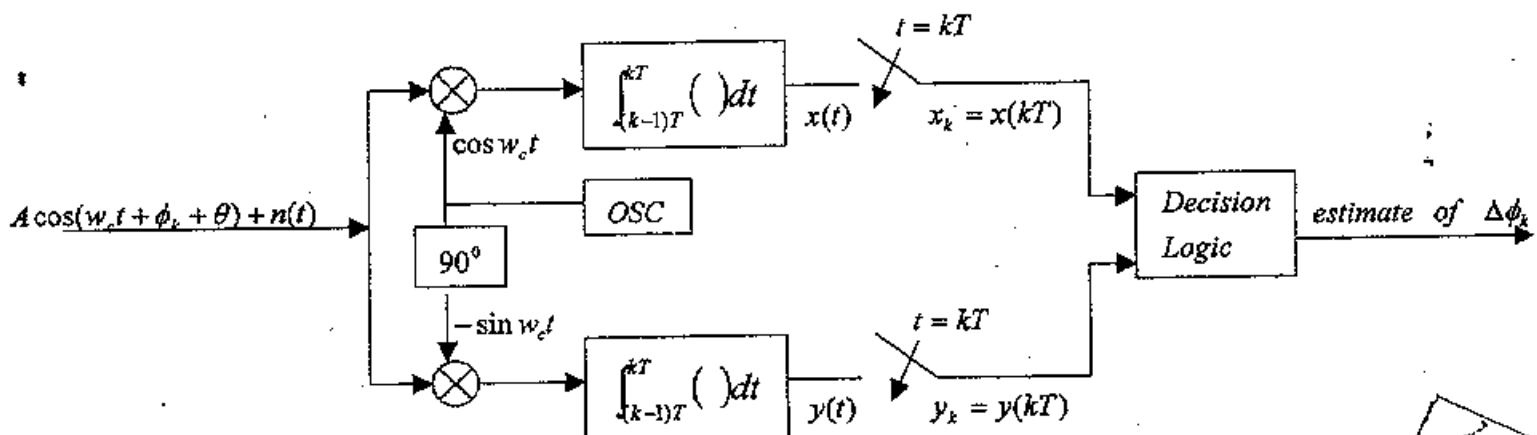 t = kT
∫_{(k-1)T}^{kT} ( )dt
x(t)
x_k = x(kT)
cos w_c t
A cos(w_c t + ϕ_k + θ) + n(t)
OSC
90⁰
Decision
Logic
estimate of Δϕ_k
− sin w_c t
t = kT
∫_{(k-1)T}^{kT} ( )dt
y(t)
y_k = y(kT)